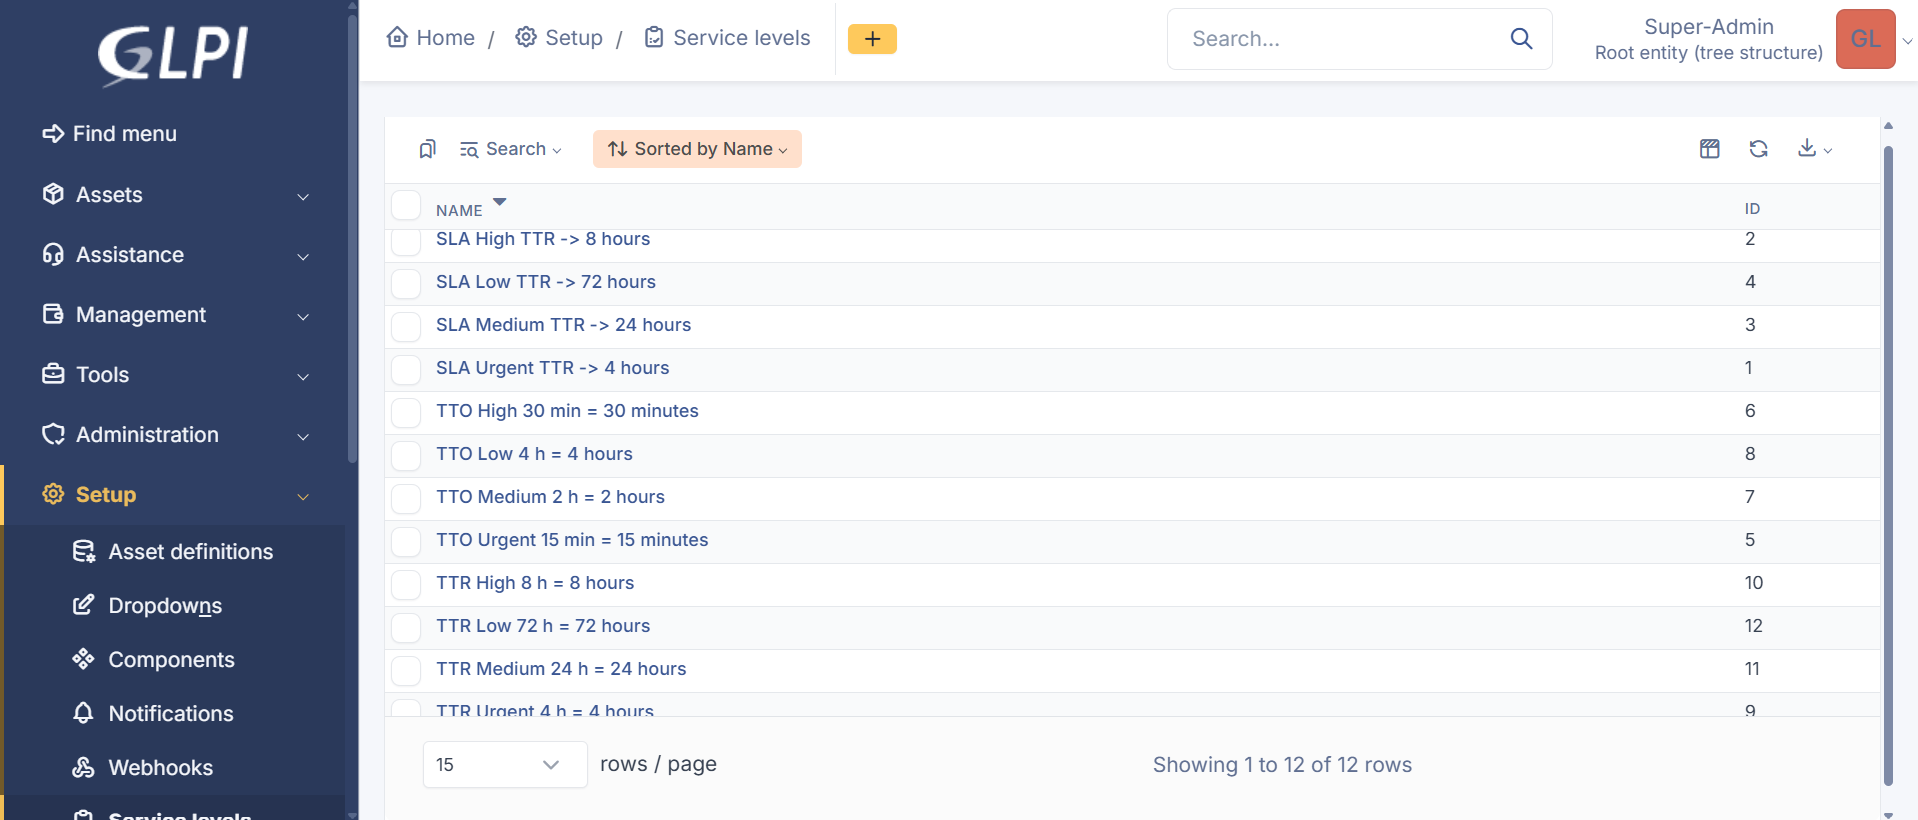 GLPI
Home / Setup / Service levels
+
Search...
Super-Admin
Root entity (tree structure)
GL
Find menu
Assets
Assistance
Management
Tools
Administration
Setup
Asset definitions
Dropdowns
Components
Notifications
Webhooks
Service levels
Search
Sorted by Name
NAME ID
SLA High TTR -> 8 hours 2
SLA Low TTR -> 72 hours 4
SLA Medium TTR -> 24 hours 3
SLA Urgent TTR -> 4 hours 1
TTO High 30 min = 30 minutes 6
TTO Low 4 h = 4 hours 8
TTO Medium 2 h = 2 hours 7
TTO Urgent 15 min = 15 minutes 5
TTR High 8 h = 8 hours 10
TTR Low 72 h = 72 hours 12
TTR Medium 24 h = 24 hours 11
TTR Urgent 4 h = 4 hours 9
15 rows / page
Showing 1 to 12 of 12 rows